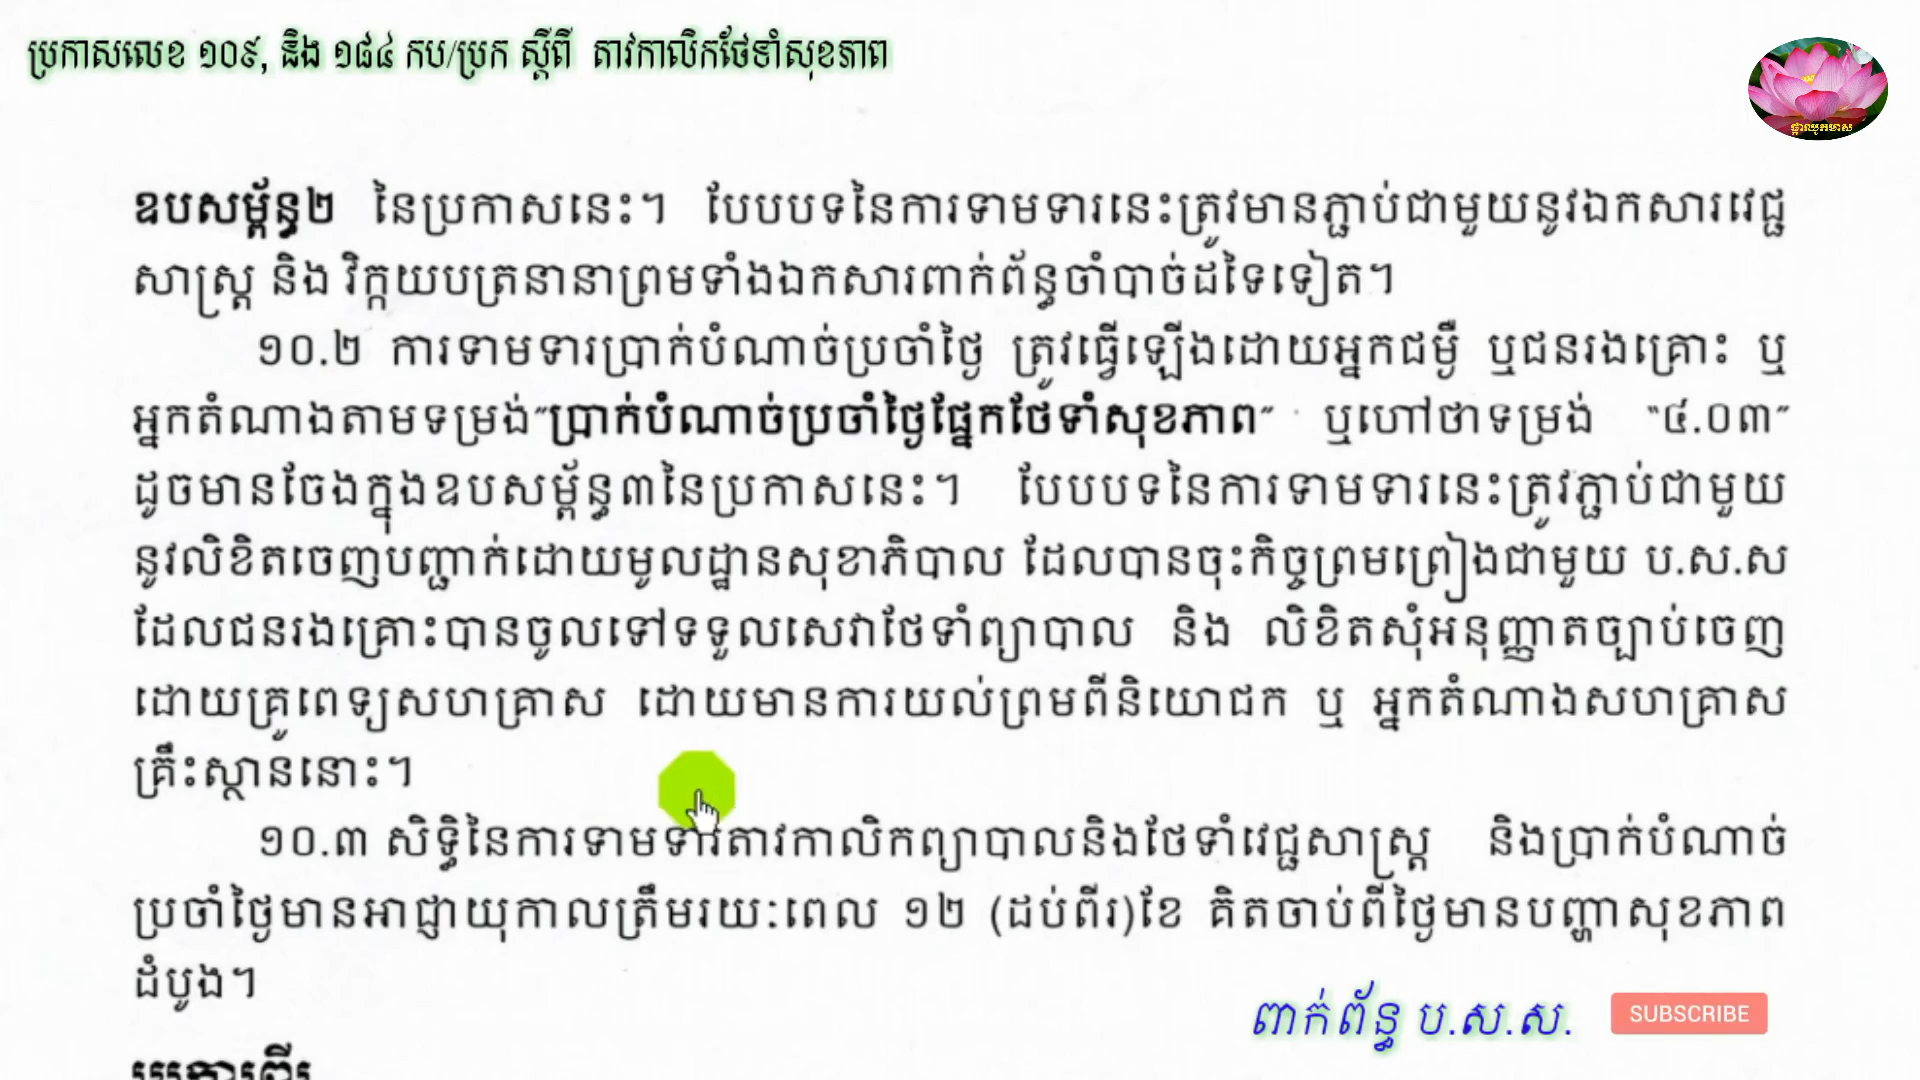 ប្រកាសលេខ ១០៩, និង ១៨៤ កប/ប្រក ស្តីពី តាវកាលិកថែទាំសុខភាព
ផ្កាឈូកមាស
ឧបសម្ព័ន្ធ២ នៃប្រកាសនេះ។ បែបបទនៃការទាមទារនេះត្រូវមានភ្ជាប់ជាមួយនូវឯកសារវេជ្ជ
សាស្ត្រ និង វិក្កយបត្រនានាព្រមទាំងឯកសារពាក់ព័ន្ធចាំបាច់ដទៃទៀត។
១០.២ ការទាមទារប្រាក់បំណាច់ប្រចាំថ្ងៃ ត្រូវធ្វើឡើងដោយអ្នកជម្ងឺ ឬជនរងគ្រោះ ឬ
អ្នកតំណាងតាមទម្រង់"ប្រាក់បំណាច់ប្រចាំថ្ងៃផ្នែកថែទាំសុខភាព" ឬហៅថាទម្រង់ "៤.០៣"
ដូចមានចែងក្នុងឧបសម្ព័ន្ធ៣នៃប្រកាសនេះ។ បែបបទនៃការទាមទារនេះត្រូវភ្ជាប់ជាមួយ
នូវលិខិតចេញបញ្ជាក់ដោយមូលដ្ឋានសុខាភិបាល ដែលបានចុះកិច្ចព្រមព្រៀងជាមួយ ប.ស.ស
ដែលជនរងគ្រោះបានចូលទៅទទួលសេវាថែទាំព្យាបាល និង លិខិតសុំអនុញ្ញាតច្បាប់ចេញ
ដោយគ្រូពេទ្យសហគ្រាស ដោយមានការយល់ព្រមពីនិយោជក ឬ អ្នកតំណាងសហគ្រាស
គ្រឹះស្ថាននោះ។
១០.៣ សិទ្ធិនៃការទាមទារតាវកាលិកព្យាបាលនិងថែទាំវេជ្ជសាស្ត្រ និងប្រាក់បំណាច់
ប្រចាំថ្ងៃមានអាជ្ញាយុកាលត្រឹមរយៈពេល ១២ (ដប់ពីរ)ខែ គិតចាប់ពីថ្ងៃមានបញ្ហាសុខភាព
ដំបូង។
ពាក់ព័ន្ធ ប.ស.ស.
SUBSCRIBE